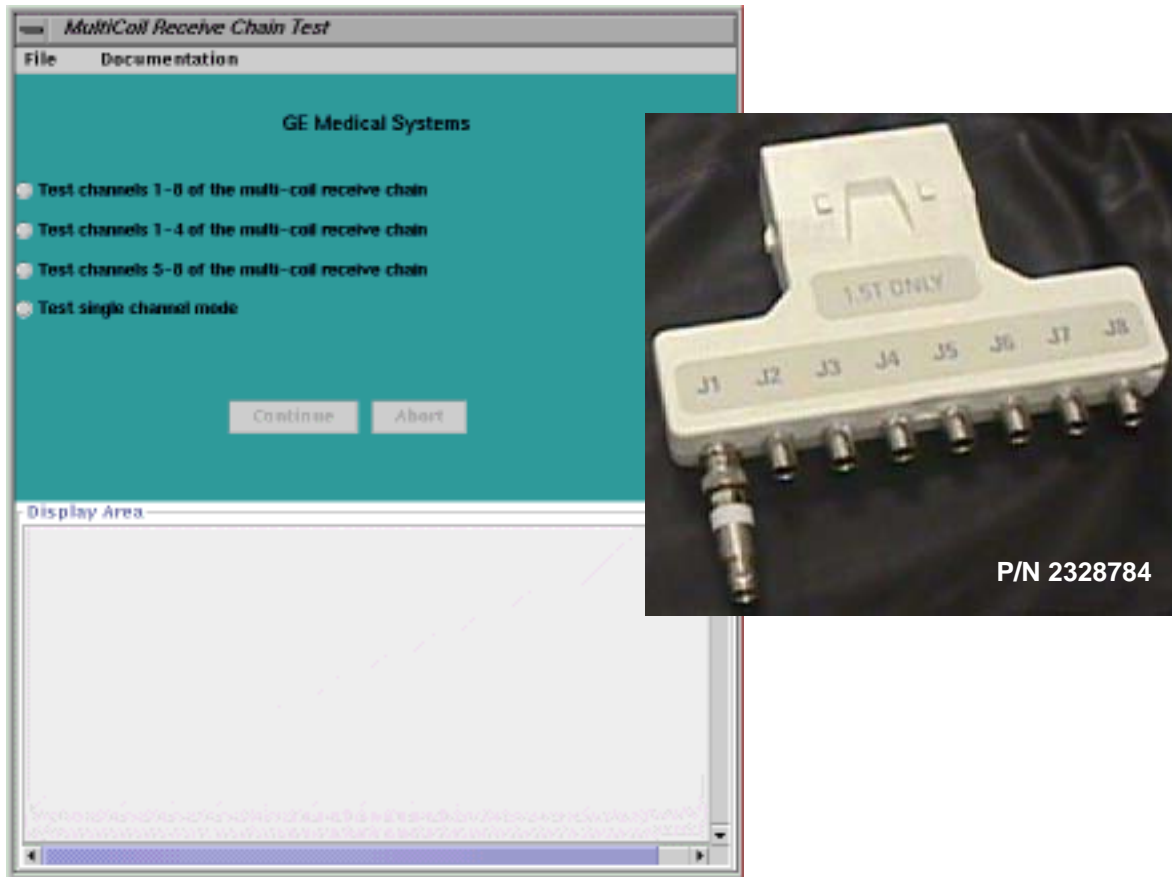 MultiCoil Receive Chain Test
File Documentation
GE Medical Systems
Test channels 1-8 of the multi-coil receive chain
Test channels 1-4 of the multi-coil receive chain
Test channels 5-8 of the multi-coil receive chain
Test single channel mode
Continue Abort
Display Area
1.5T ONLY
J1 J2 J3 J4 J5 J6 J7 J8
P/N 2328784